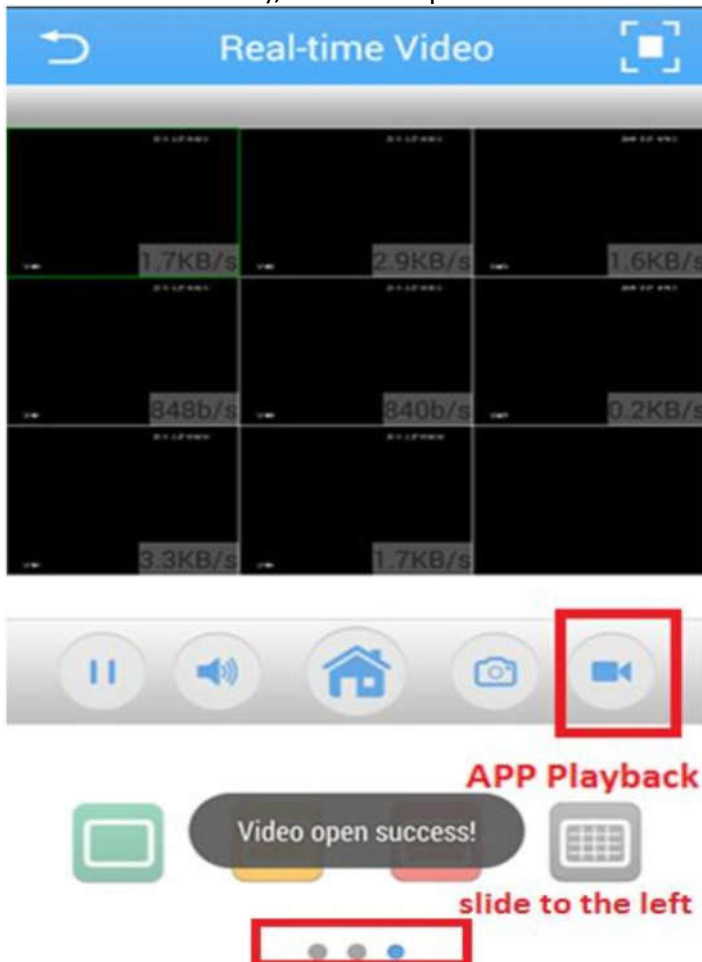 Real-time Video
1.7KB/s 2.9KB/s 1.6KB/s
848b/s 840b/s 0.2KB/s
3.3KB/s 1.7KB/s
APP Playback
Video open success!
slide to the left